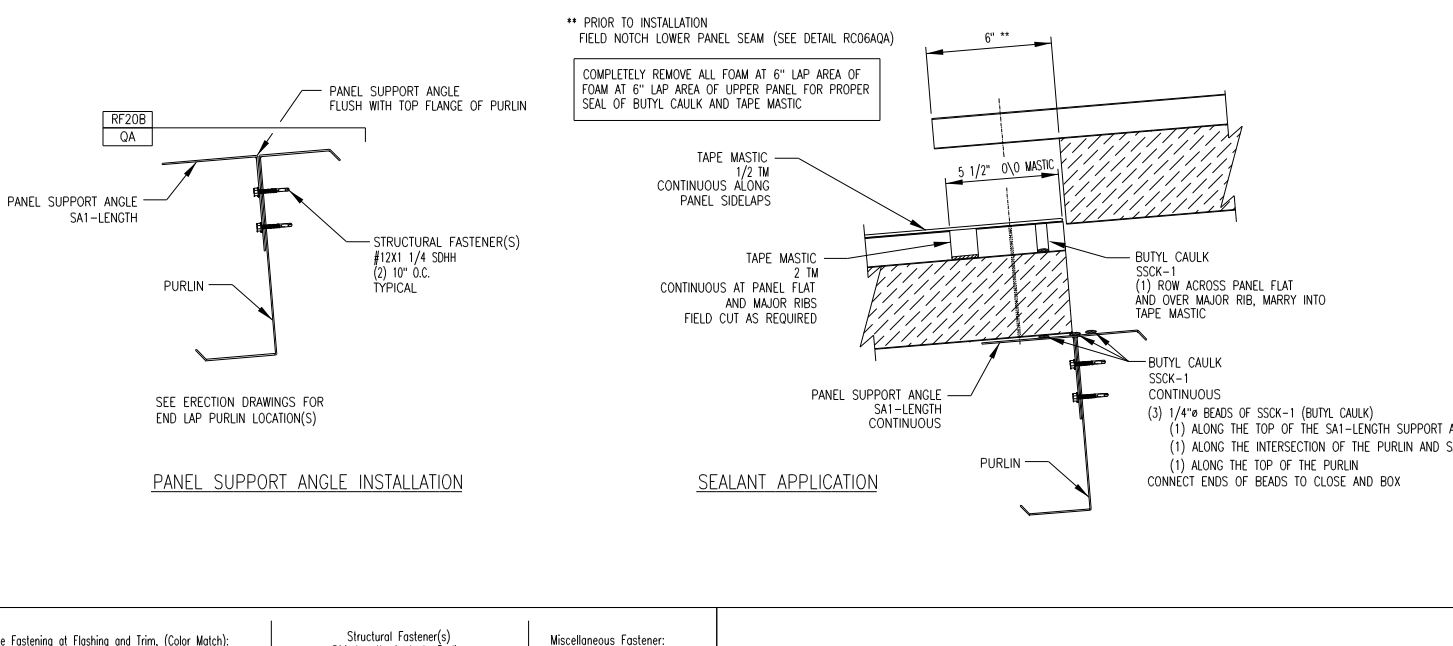 ** PRIOR TO INSTALLATION
FIELD NOTCH LOWER PANEL SEAM (SEE DETAIL RC06AQA)
COMPLETELY REMOVE ALL FOAM AT 6" LAP AREA OF
FOAM AT 6" LAP AREA OF UPPER PANEL FOR PROPER
SEAL OF BUTYL CAULK AND TAPE MASTIC
6" **
PANEL SUPPORT ANGLE
FLUSH WITH TOP FLANGE OF PURLIN
RF20B
QA
PANEL SUPPORT ANGLE
SA1-LENGTH
STRUCTURAL FASTENER(S)
#12X1 1/4 SDHH
(2) 10" O.C.
TYPICAL
PURLIN
SEE ERECTION DRAWINGS FOR
END LAP PURLIN LOCATION(S)
PANEL SUPPORT ANGLE INSTALLATION
TAPE MASTIC
1/2 TM
CONTINUOUS ALONG
PANEL SIDELAPS
5 1/2" O\O MASTIC
TAPE MASTIC
2 TM
CONTINUOUS AT PANEL FLAT
AND MAJOR RIBS
FIELD CUT AS REQUIRED
BUTYL CAULK
SSCK-1
(1) ROW ACROSS PANEL FLAT
AND OVER MAJOR RIB, MARRY INTO
TAPE MASTIC
PANEL SUPPORT ANGLE
SA1-LENGTH
CONTINUOUS
BUTYL CAULK
SSCK-1
CONTINUOUS
(3) 1/4"ø BEADS OF SSCK-1 (BUTYL CAULK)
(1) ALONG THE TOP OF THE SA1-LENGTH SUPPORT
(1) ALONG THE INTERSECTION OF THE PURLIN AND
(1) ALONG THE TOP OF THE PURLIN
CONNECT ENDS OF BEADS TO CLOSE AND BOX
PURLIN
SEALANT APPLICATION
Fastening at Flashing and Trim, (Color Match):
Structural Fastener(s)
Miscellaneous Fastener: